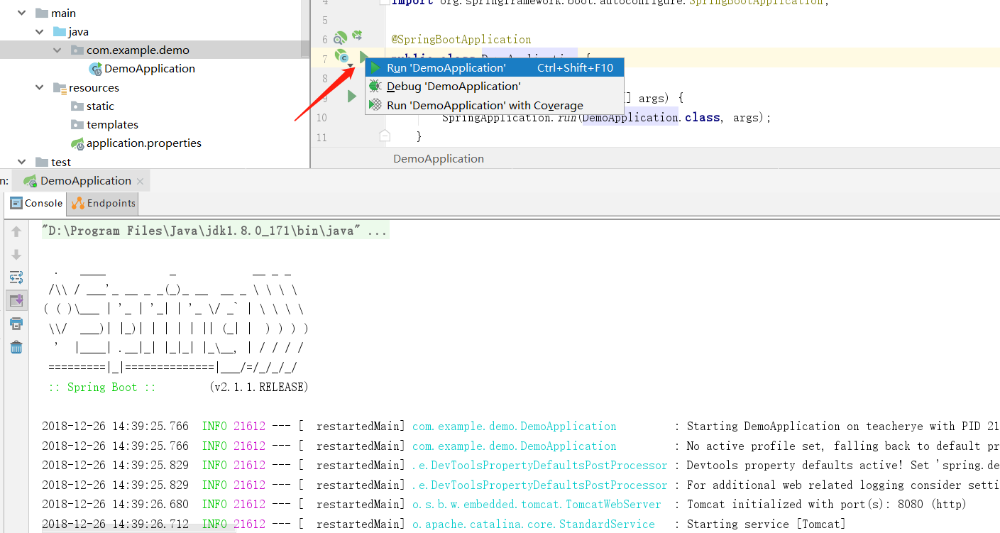 main
java
com.example.demo
DemoApplication
resources
static
templates
application.properties
test
4
5
6 @SpringBootApplication
7 public class DemoApplication {
8
9 [] args) {
10 SpringApplication.run(DemoApplication.class, args);
11 }
import org.springframework.boot.autoconfigure.SpringBootApplication;
Run 'DemoApplication' Ctrl+Shift+F10
Debug 'DemoApplication'
Run 'DemoApplication' with Coverage
DemoApplication
n: DemoApplication ×
Console Endpoints
"D:\Program Files\Java\jdk1.8.0_171\bin\java" ...
  .   ____          _            __ _ _
 /\\ / ___'_ __ _ _(_)_ __  __ _ \ \ \ \
( ( )\___ | '_ | '_| | '_ \/ _` | \ \ \ \
 \\/  ___)| |_)| | | | | || (_| |  ) ) ) )
  '  |____| .__|_| |_|_| |_\__, | / / / /
 =========|_|==============|___/=/_/_/_/
 :: Spring Boot ::        (v2.1.1.RELEASE)
2018-12-26 14:39:25.766  INFO 21612 --- [  restartedMain] com.example.demo.DemoApplication         : Starting DemoApplication on teacherye with PID 21
2018-12-26 14:39:25.766  INFO 21612 --- [  restartedMain] com.example.demo.DemoApplication         : No active profile set, falling back to default pr
2018-12-26 14:39:25.829  INFO 21612 --- [  restartedMain] .e.DevToolsPropertyDefaultsPostProcessor : Devtools property defaults active! Set 'spring.de
2018-12-26 14:39:25.829  INFO 21612 --- [  restartedMain] .e.DevToolsPropertyDefaultsPostProcessor : For additional web related logging consider setti
2018-12-26 14:39:26.680  INFO 21612 --- [  restartedMain] o.s.b.w.embedded.tomcat.TomcatWebServer  : Tomcat initialized with port(s): 8080 (http)
2018-12-26 14:39:26.712  INFO 21612 --- [  restartedMain] o.apache.catalina.core.StandardService   : Starting service [Tomcat]